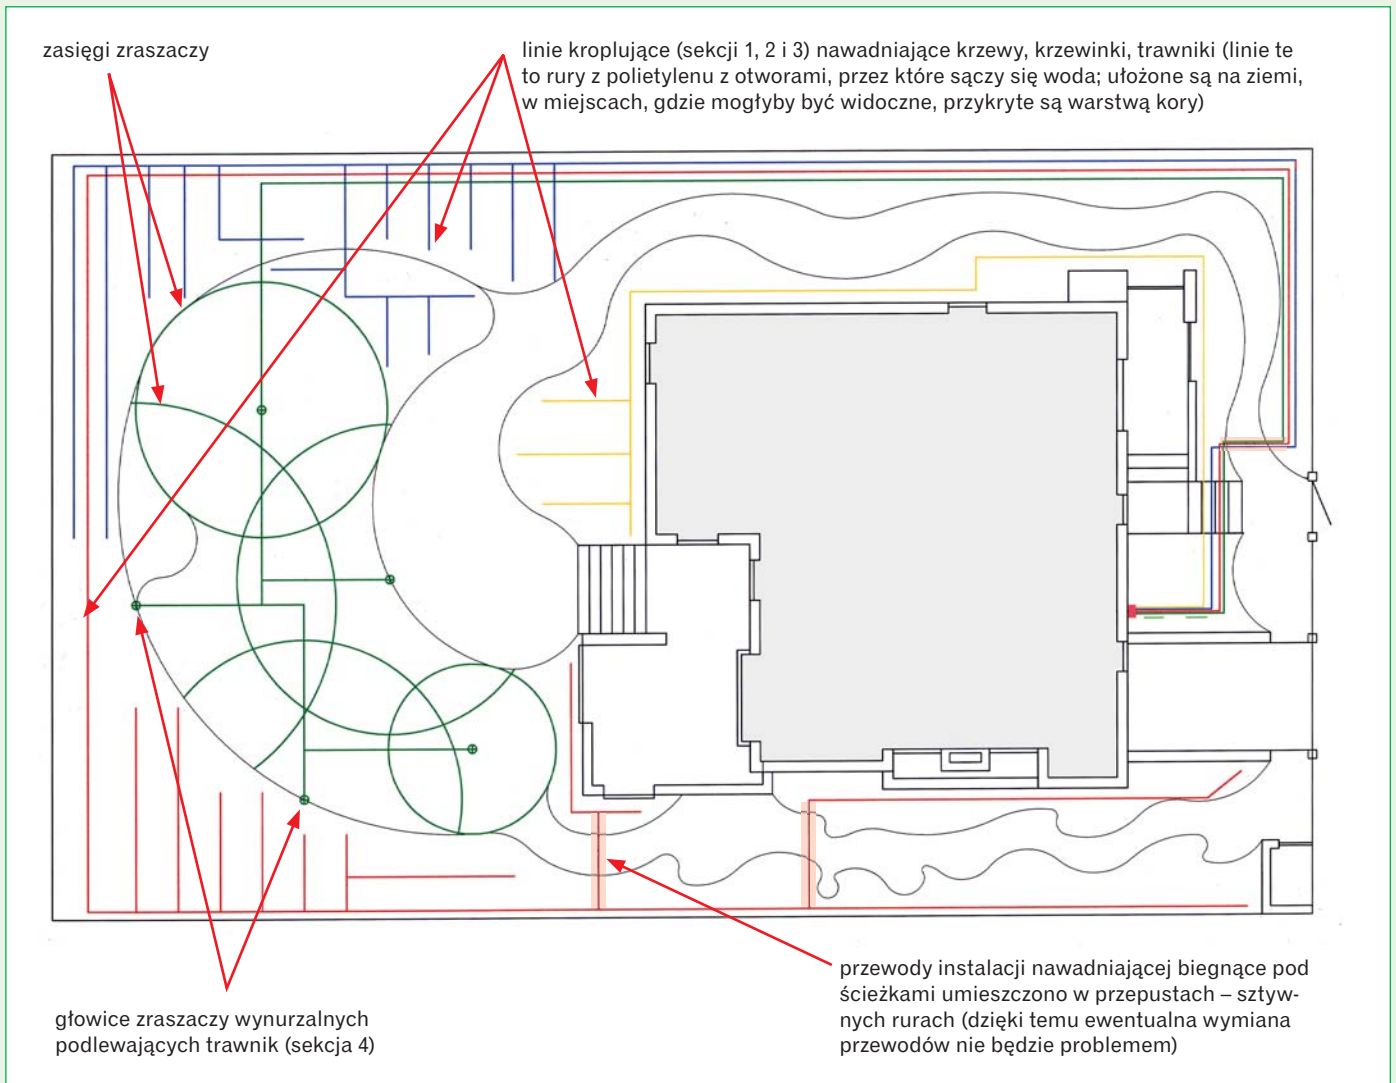 zasięgi zraszaczy
linie kroplujące (sekcji 1, 2 i 3) nawadniające krzewy, krzewinki, trawniki (linie te
to rury z polietylenu z otworami, przez które sączy się woda; ułożone są na ziemi,
w miejscach, gdzie mogłyby być widoczne, przykryte są warstwą kory)
przewody instalacji nawadniającej biegnące pod
ścieżkami umieszczono w przepustach – sztyw-
nych rurach (dzięki temu ewentualna wymiana
przewodów nie będzie problemem)
głowice zraszaczy wynurzalnych
podlewających trawnik (sekcja 4)